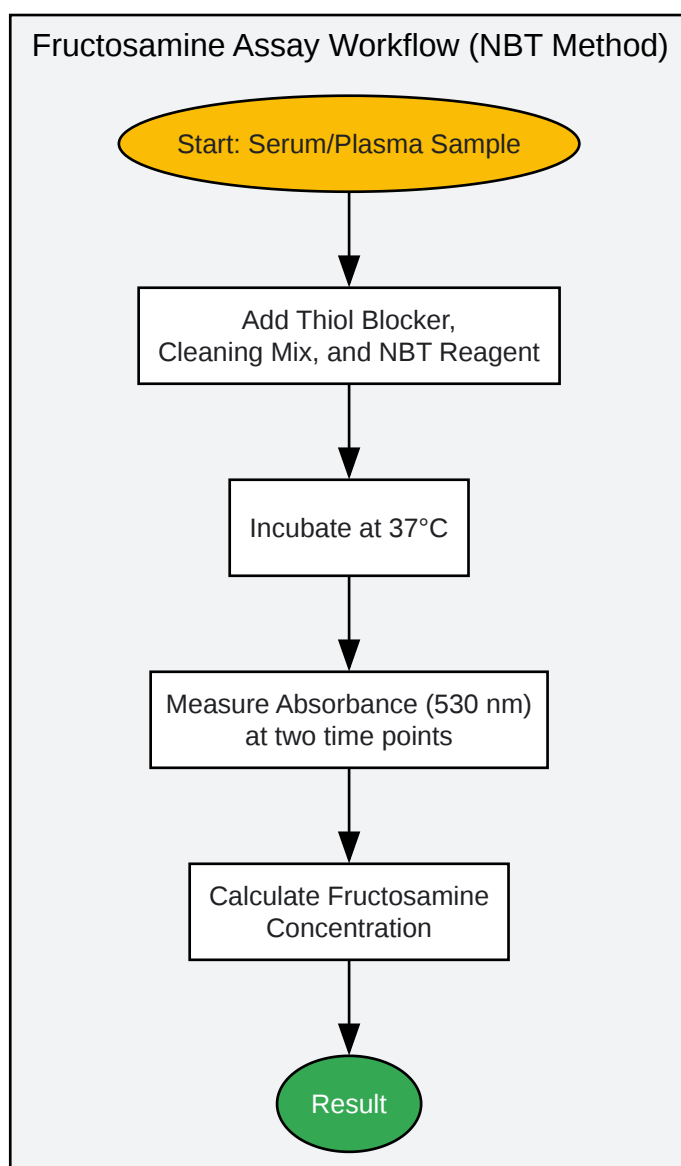 Fructosamine Assay Workflow (NBT Method)
Start: Serum/Plasma Sample
Add Thiol Blocker,
Cleaning Mix, and NBT Reagent
Incubate at 37°C
Measure Absorbance (530 nm)
at two time points
Calculate Fructosamine
Concentration
Result